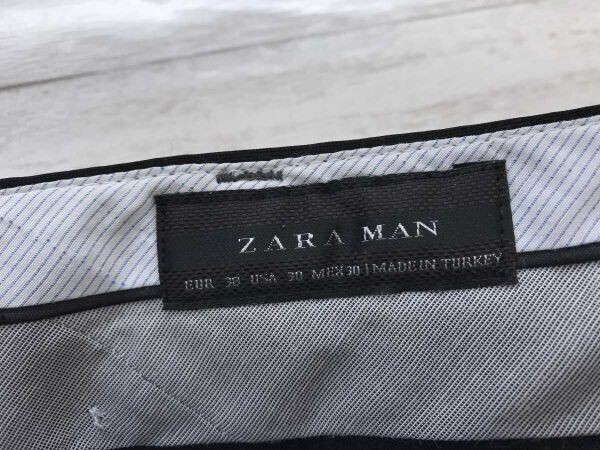 ZARA MAN
EUR 38 USA 30 MEX 30 | MADE IN TURKEY